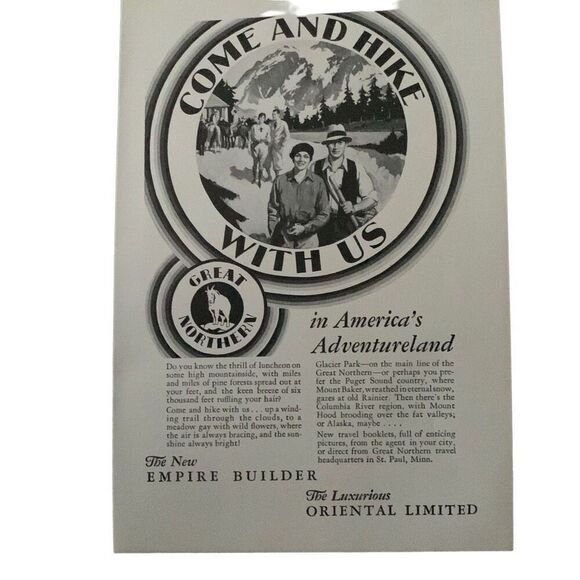 COME AND HIKE
WITH US
GREAT
NORTHERN
in America's
Adventureland
Do you know the thrill of luncheon on
some high mountainside, with miles
and miles of pine forests spread out at
your feet, and the keen breeze of six
thousand feet ruffling your hair?
Come and hike with us . . . up a wind-
ing trail through the clouds, to a
meadow gay with wild flowers, where
the air is always bracing, and the sun-
shine always bright!
Glacier Park—on the main line of the
Great Northern—or perhaps you pre-
fer the Puget Sound country, where
Mount Baker, wreathed in eternal snow,
gazes at old Rainier. Then there's the
Columbia River region, with Mount
Hood brooding over the fat valleys;
or Alaska, maybe . . . .
New travel booklets, full of enticing
pictures, from the agent in your city,
or direct from Great Northern travel
headquarters in St. Paul, Minn.
The New
EMPIRE BUILDER
The Luxurious
ORIENTAL LIMITED